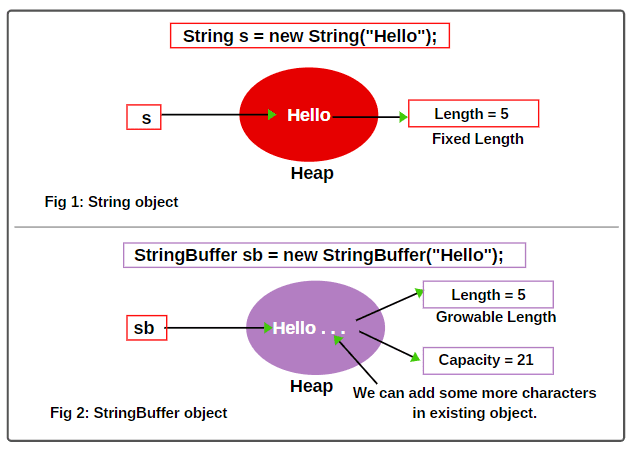 String s = new String("Hello");
s
Hello
Length = 5
Fixed Length
Heap
Fig 1: String object
StringBuffer sb = new StringBuffer("Hello");
sb
Hello . . .
Length = 5
Growable Length
Capacity = 21
Heap
We can add some more characters
in existing object.
Fig 2: StringBuffer object